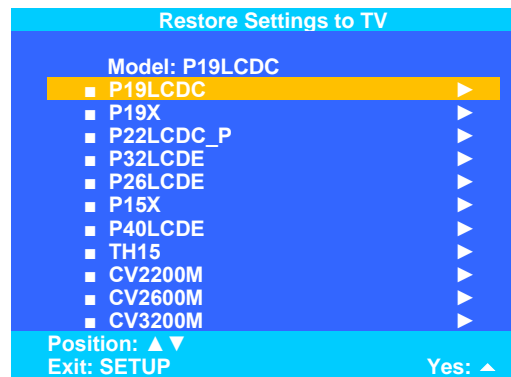 Restore Settings to TV
Model: P19LCDC
■ P19LCDC ►
■ P19X ►
■ P22LCDC_P ►
■ P32LCDE ►
■ P26LCDE ►
■ P15X ►
■ P40LCDE ►
■ TH15 ►
■ CV2200M ►
■ CV2600M ►
■ CV3200M ►
Position: ▲▼
Exit: SETUP Yes: ▲